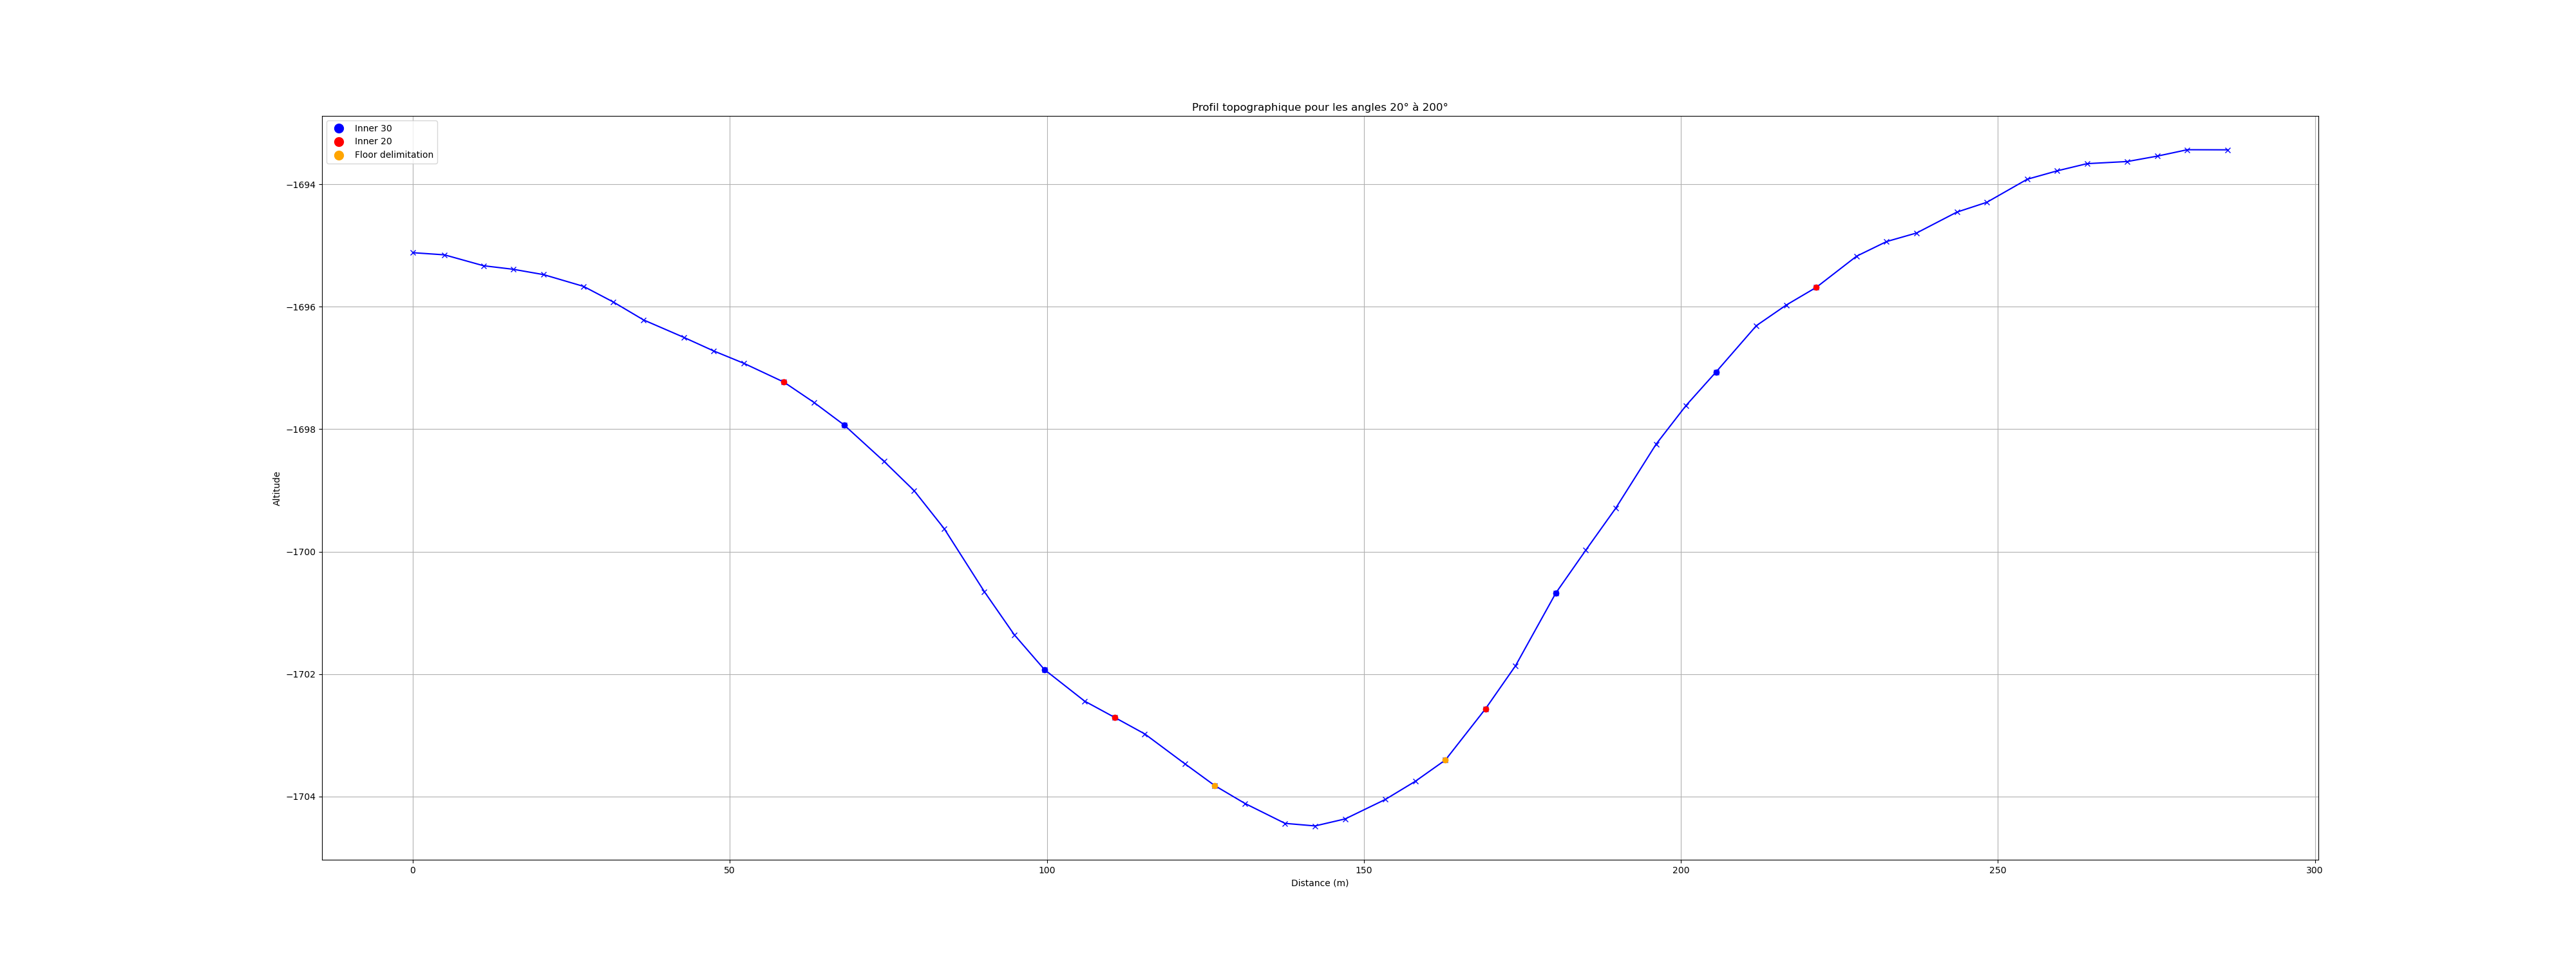 Profil topographique pour les angles 20° à 200°
Inner 30
Inner 20
Floor delimitation
−1694
−1696
−1698
−1700
−1702
−1704
Altitude
0 50 100 150 200 250 300
Distance (m)